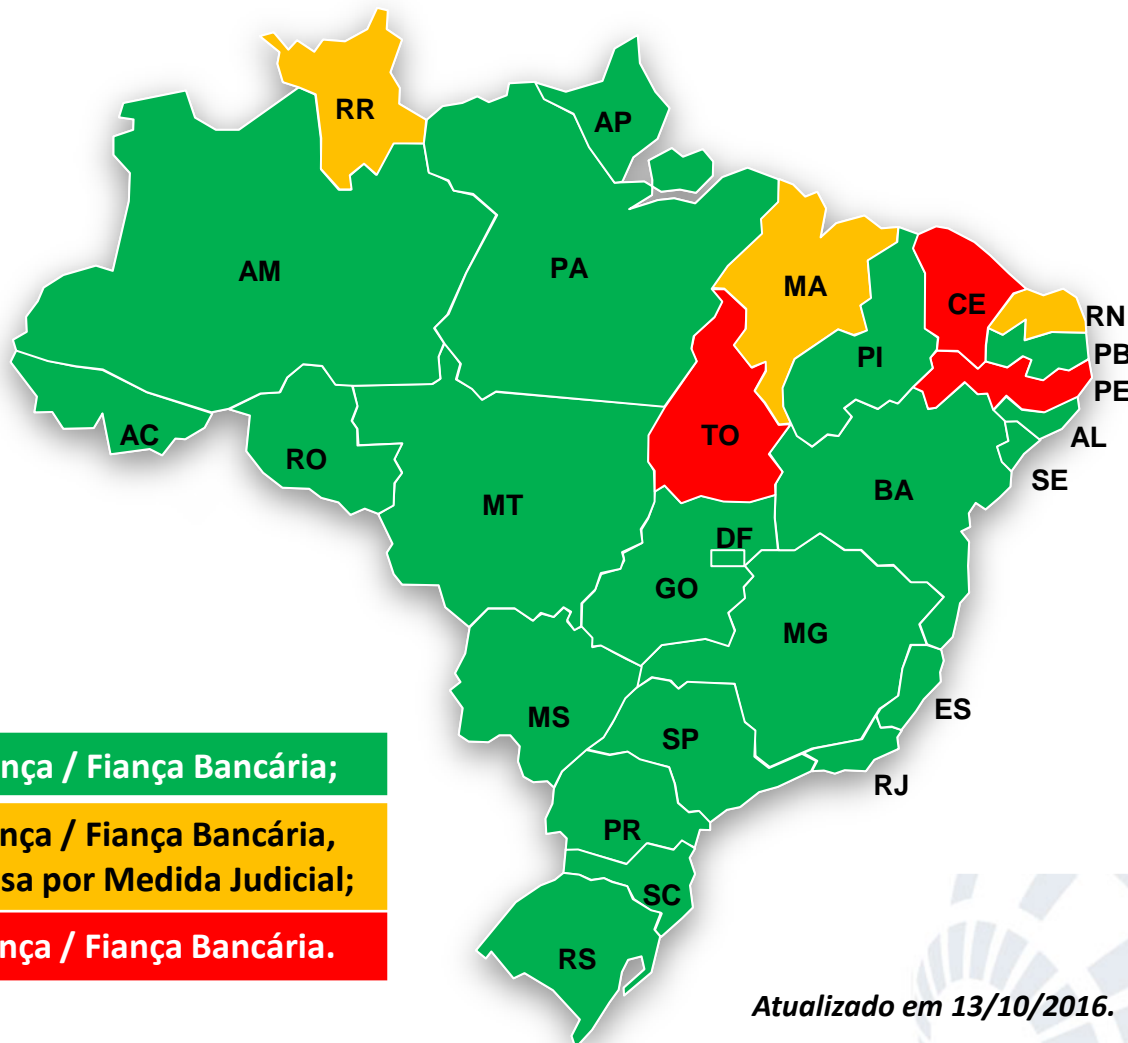 RR
AP
AM
PA
MA
CE
RN
PI
PB
PE
TO
AC
RO
AL
SE
BA
MT
DF
GO
MG
MS
ES
SP
RJ
PR
SC
RS
nça / Fiança Bancária;
nça / Fiança Bancária,
sa por Medida Judicial;
nça / Fiança Bancária.
Atualizado em 13/10/2016.